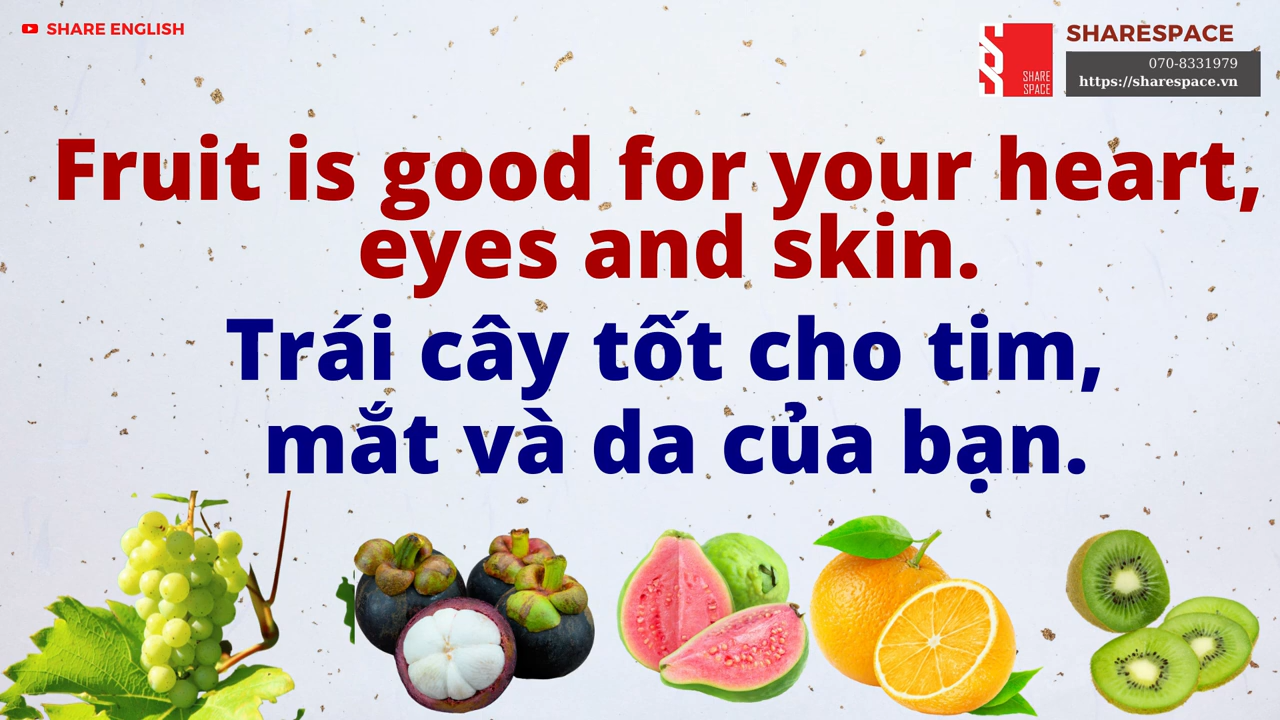 SHARE ENGLISH
SHARESPACE
070-8331979
https://sharespace.vn
SHARE
SPACE
Fruit is good for your heart,
eyes and skin.
Trái cây tốt cho tim,
mắt và da của bạn.